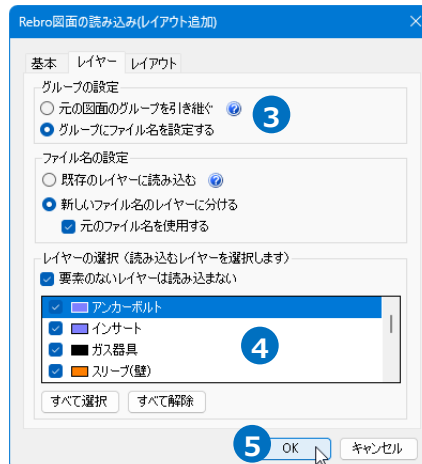 Rebro図面の読み込み(レイアウト追加)
基本 レイヤー レイアウト
グループの設定
元の図面のグループを引き継ぐ ?
グループにファイル名を設定する
3
ファイル名の設定
既存のレイヤーに読み込む ?
新しいファイル名のレイヤーに分ける
元のファイル名を使用する
レイヤーの選択 (読み込むレイヤーを選択します)
要素のないレイヤーは読み込まない
アンカーボルト
インサート
ガス器具
スリーブ(壁)
4
すべて選択 すべて解除
5 OK キャンセル